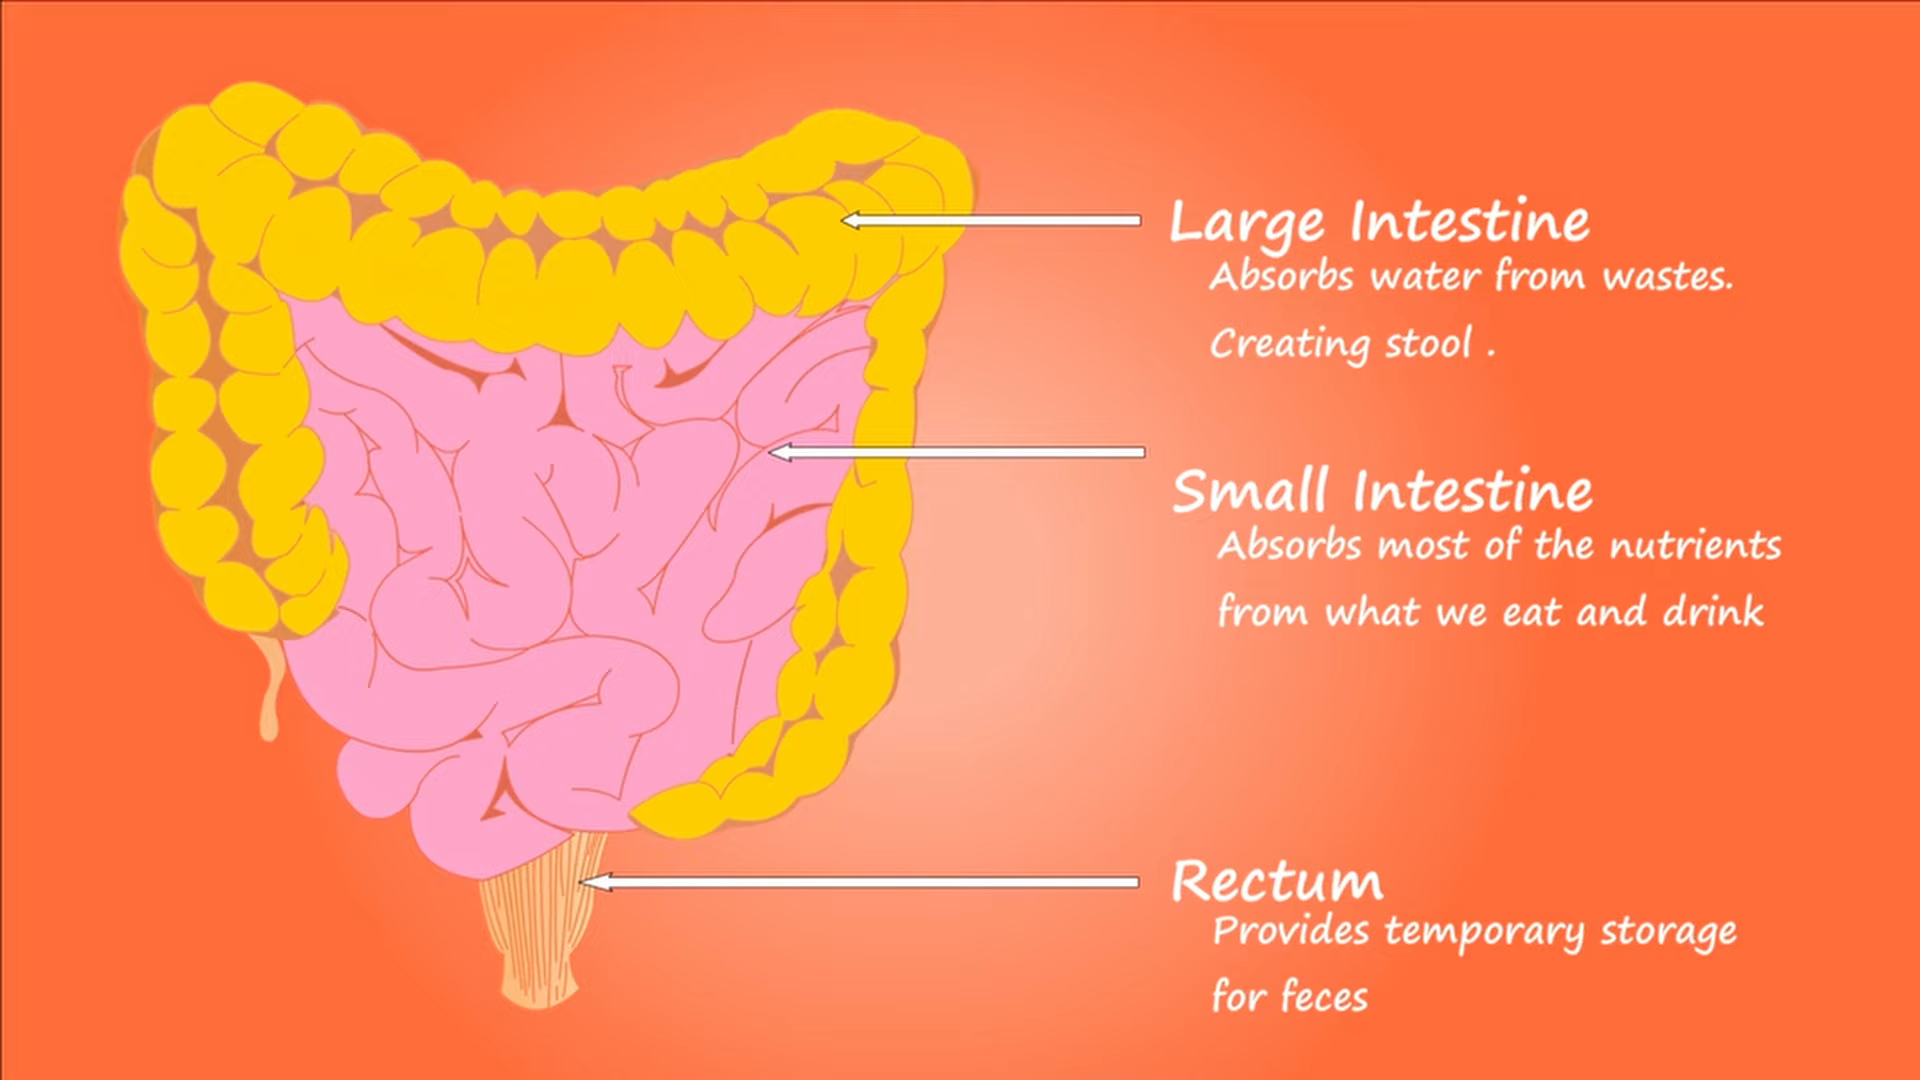 Large Intestine
Absorbs water from wastes.
Creating stool .
Small Intestine
Absorbs most of the nutrients
from what we eat and drink
Rectum
Provides temporary storage
for feces